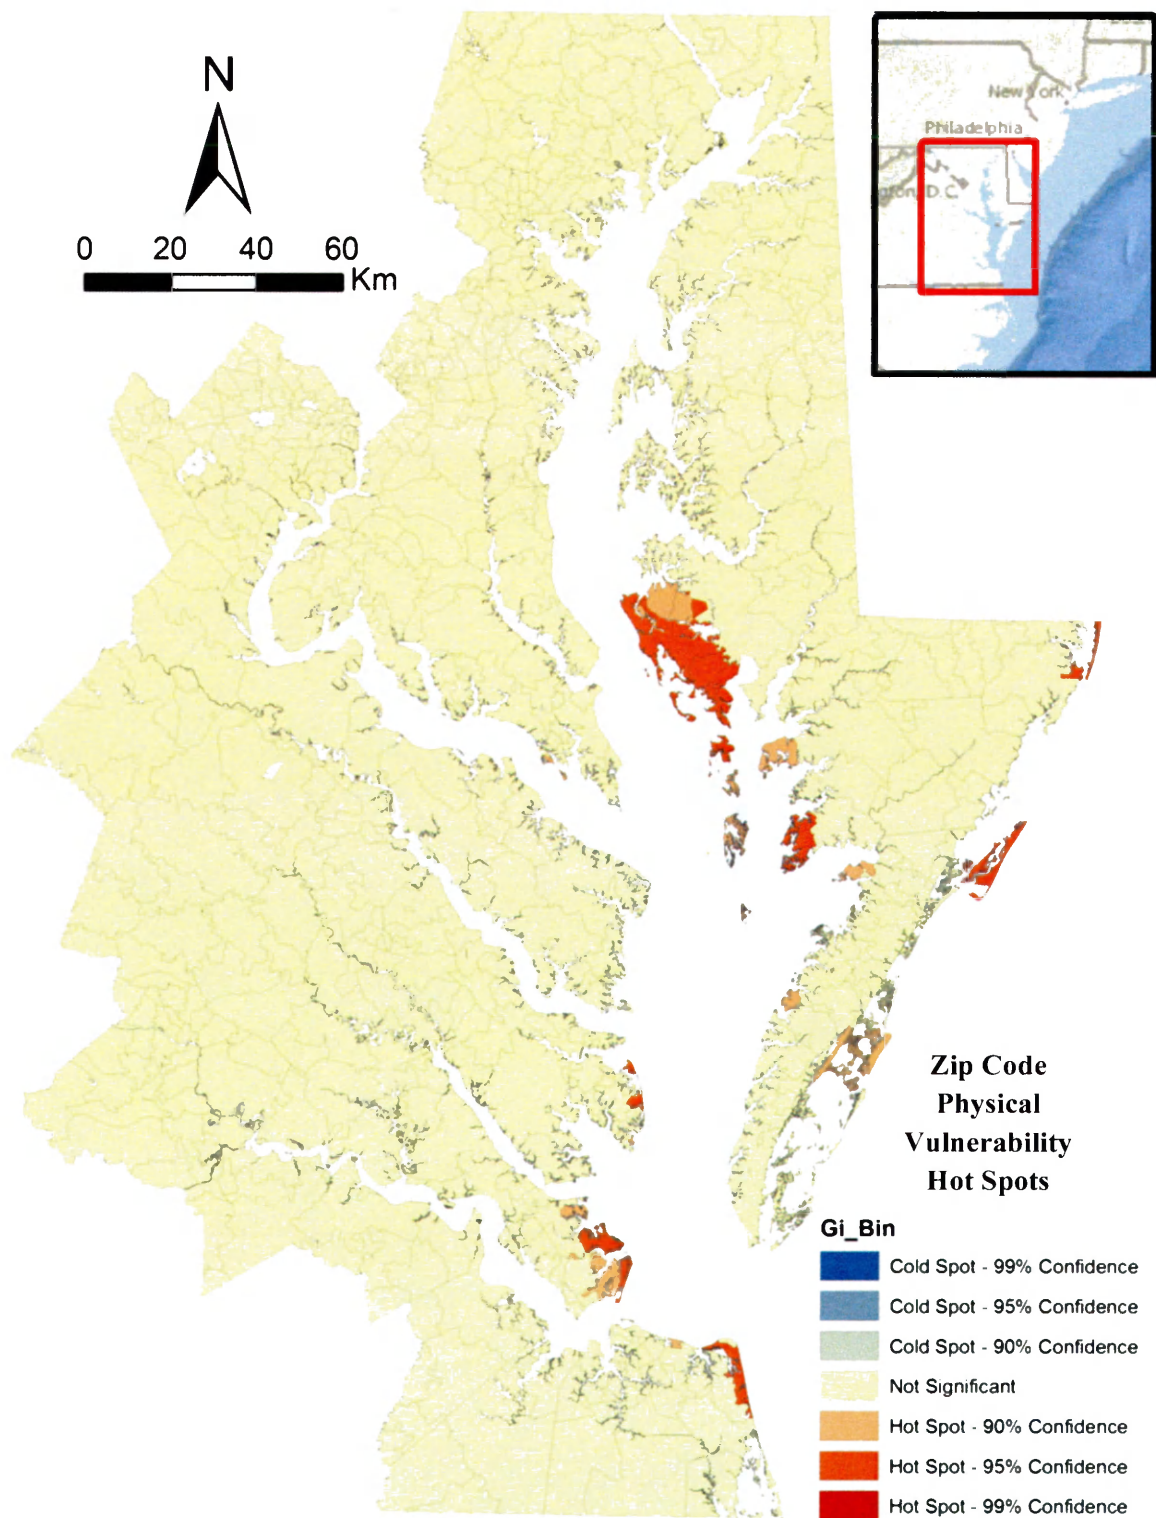 N
0 20 40 60
Km
New York
Philadelphia
D.C.
Zip Code
Physical
Vulnerability
Hot Spots
Gi_Bin
Cold Spot - 99% Confidence
Cold Spot - 95% Confidence
Cold Spot - 90% Confidence
Not Significant
Hot Spot - 90% Confidence
Hot Spot - 95% Confidence
Hot Spot - 99% Confidence